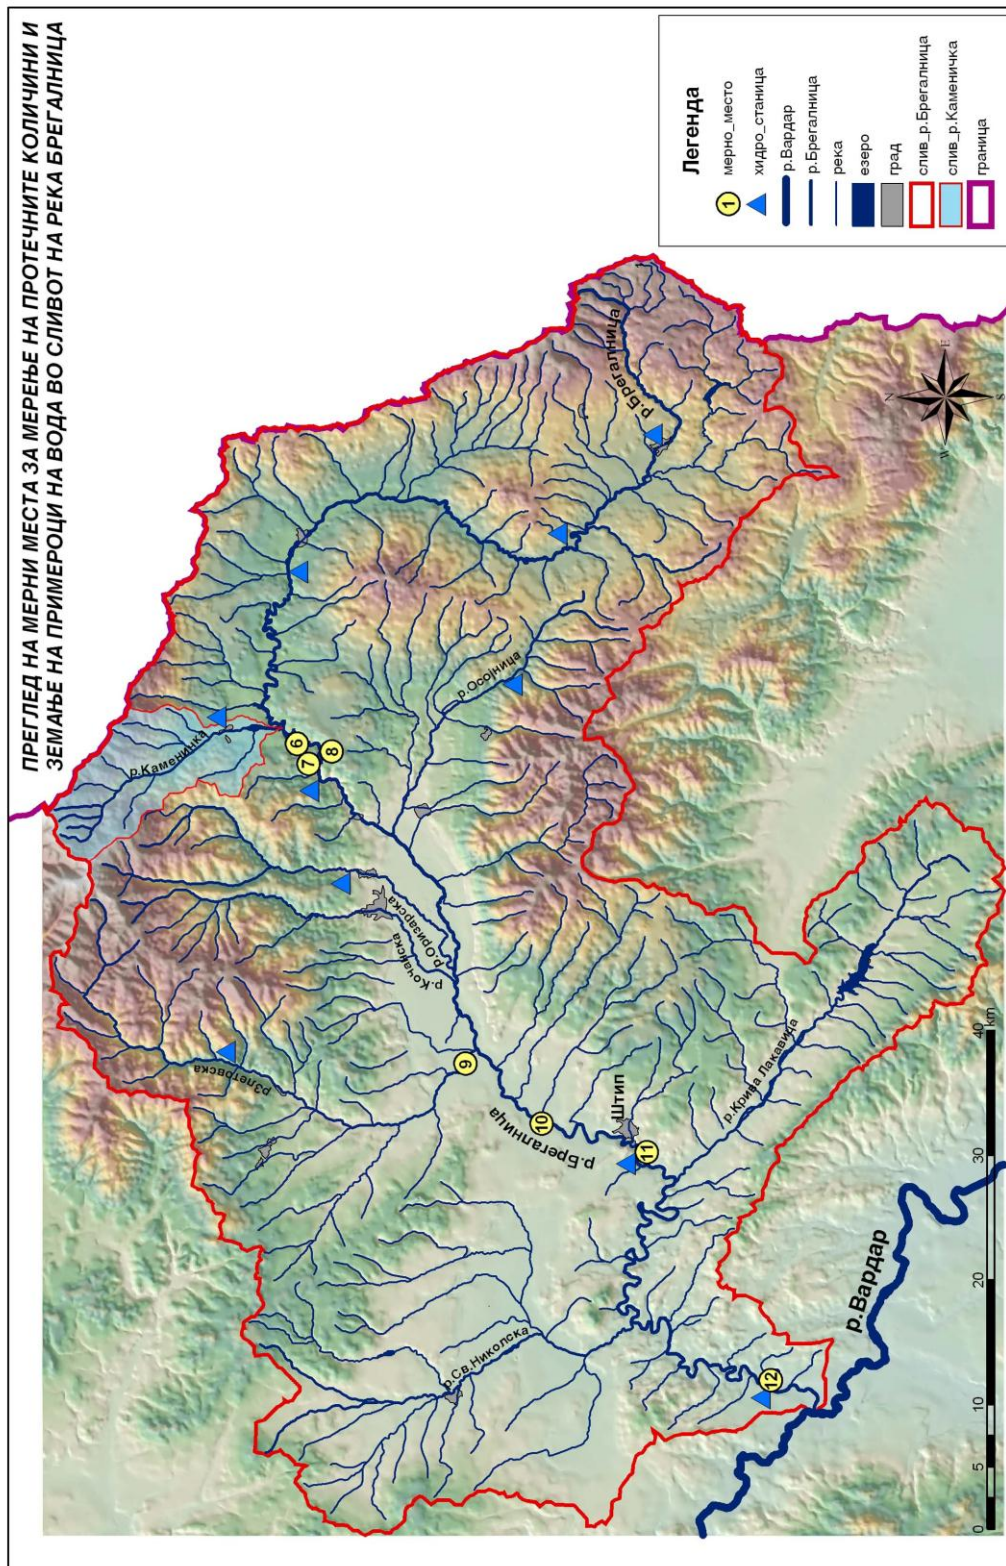 ПРЕГЛЕД НА МЕРНИ МЕСТА ЗА МЕРЕЊЕ НА ПРОТЕЧНИТЕ КОЛИЧИНИ И
ЗЕМАЊЕ НА ПРИМЕРОЦИ НА ВОДА ВО СЛИВОТ НА РЕКА БРЕГАЛНИЦА
р.Каменичка
р.Злетовска
р.Кочанска
р.Оризарска
6
7
8
р.Осојница
р.Брегалница
9
р.Брегалница
10
Штип
11
р.Св.Николска
р.Крива Лакавица
12
р.Вардар
N
E
S
W
0
5
10
20
30
40
km
Легенда
1
мерно_место
хидро_станица
р.Вардар
р.Брегалница
река
езеро
град
слив_р.Брегалница
слив_р.Каменичка
граница